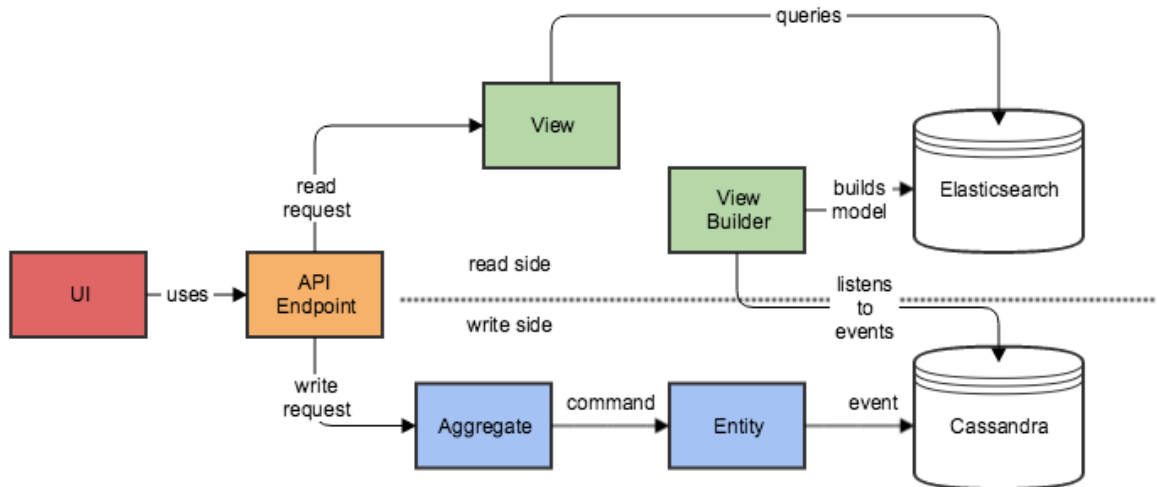 queries
View
read
request
View
Builder
builds
model
Elasticsearch
UI
uses
API
Endpoint
read side
write side
listens
to
events
write
request
Aggregate
command
Entity
event
Cassandra